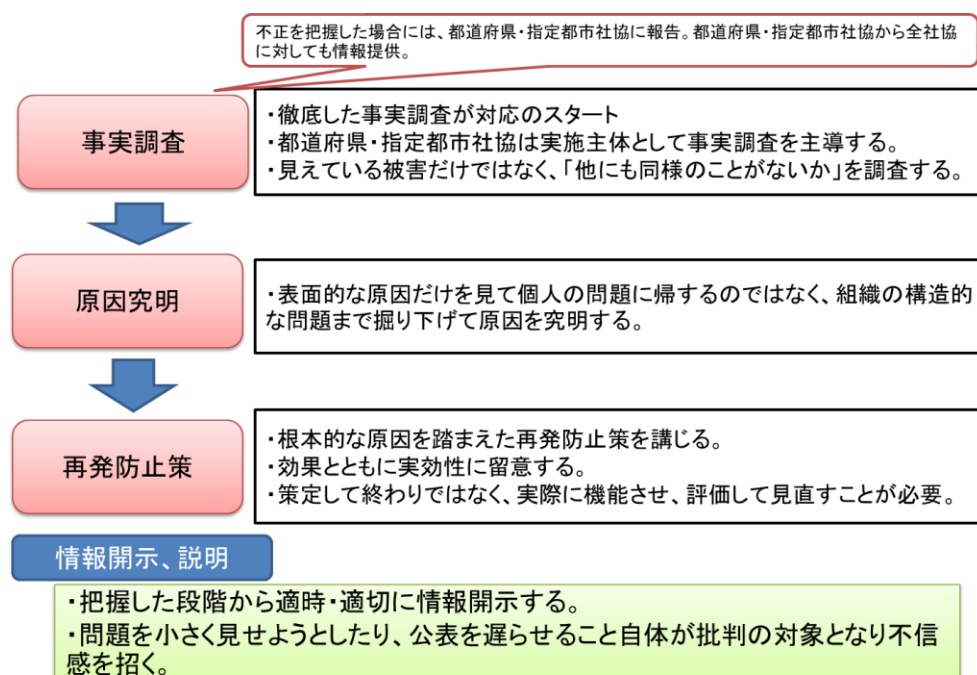 不正を把握した場合には、都道府県・指定都市社協に報告。都道府県・指定都市社協から全社協
に対しても情報提供。
事実調査
・徹底した事実調査が対応のスタート
・都道府県・指定都市社協は実施主体として事実調査を主導する。
・見えている被害だけではなく、「他にも同様のことがないか」を調査する。
原因究明
・表面的な原因だけを見て個人の問題に帰するのではなく、組織の構造的
な問題まで掘り下げて原因を究明する。
再発防止策
・根本的な原因を踏まえた再発防止策を講じる。
・効果とともに実効性に留意する。
・策定して終わりではなく、実際に機能させ、評価して見直すことが必要。
情報開示、説明
・把握した段階から適時・適切に情報開示する。
・問題を小さく見せようとしたり、公表を遅らせること自体が批判の対象となり不信
感を招く。